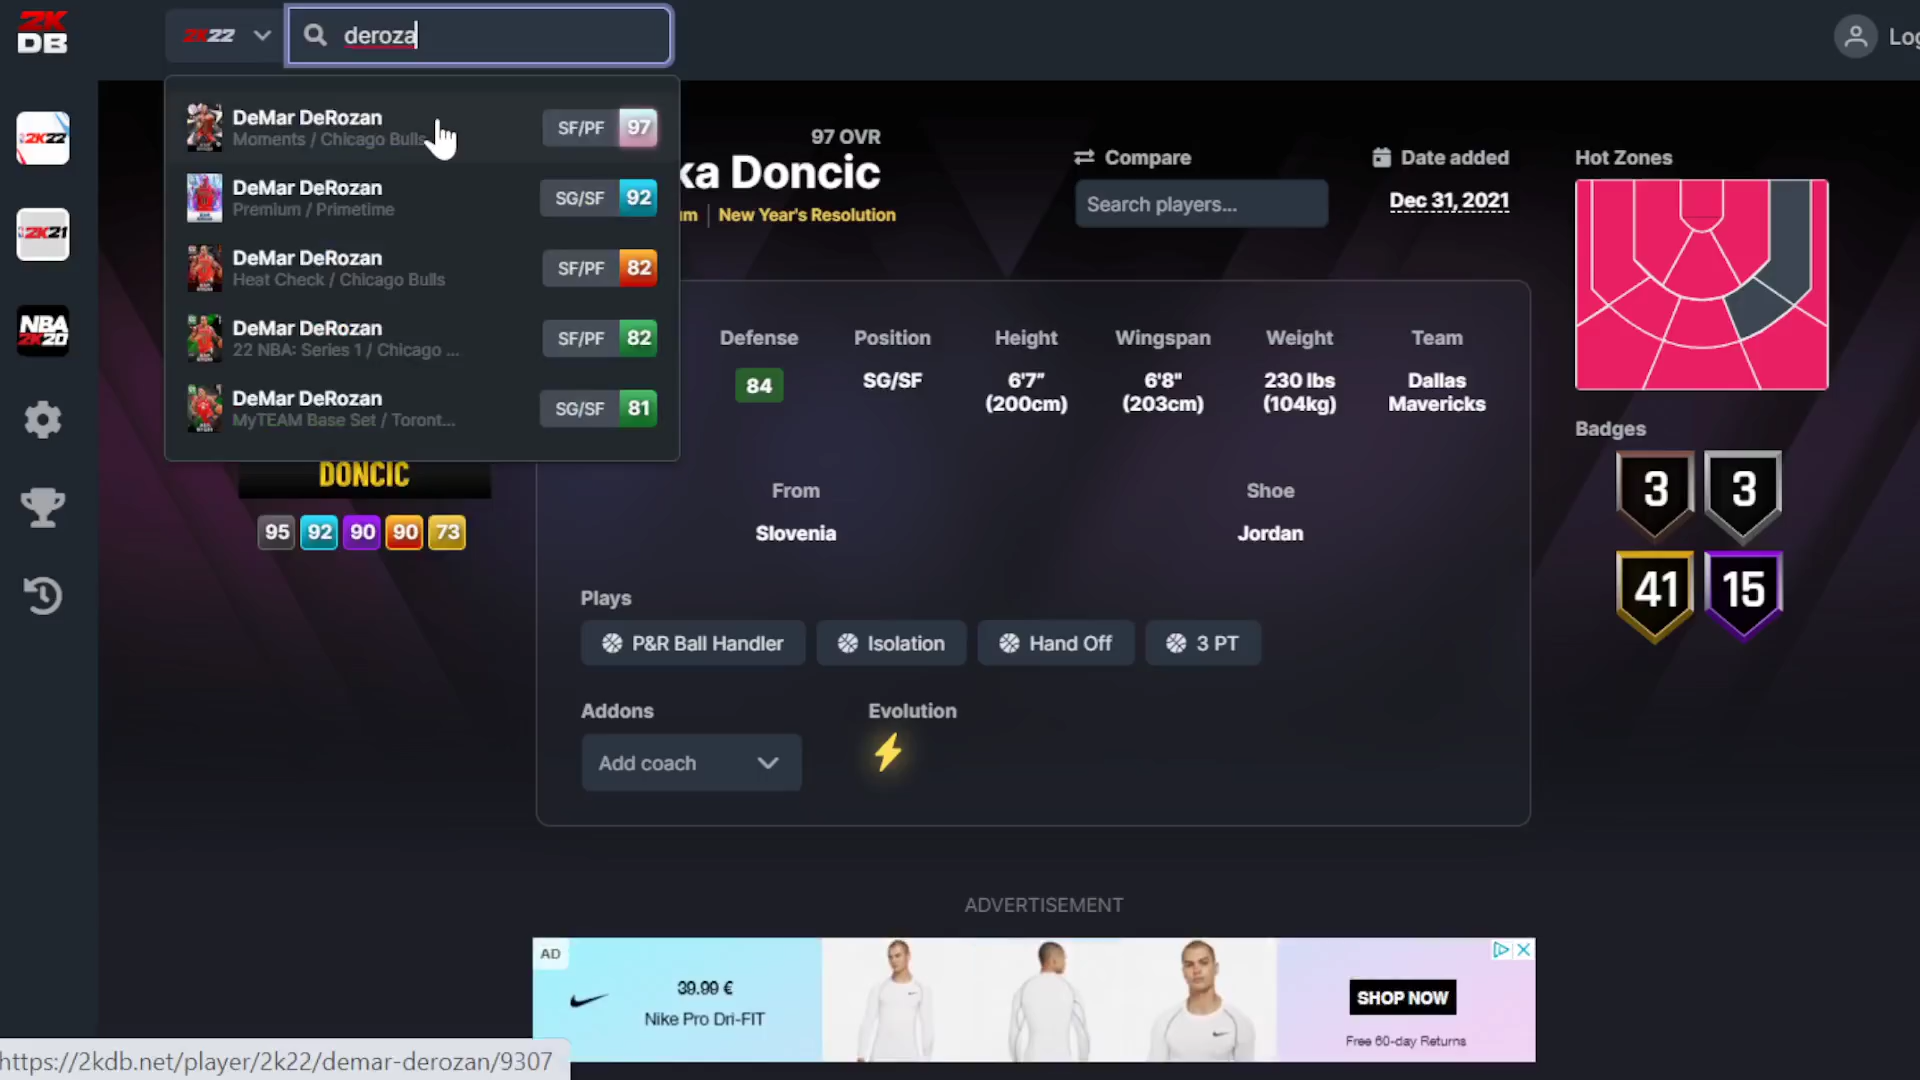 2K
DB
2K22
deroza
Log
DeMar DeRozan
Moments / Chicago Bulls
SF/PF 97
DeMar DeRozan
Premium / Primetime
SG/SF 92
DeMar DeRozan
Heat Check / Chicago Bulls
SF/PF 82
DeMar DeRozan
22 NBA: Series 1 / Chicago ...
SF/PF 82
DeMar DeRozan
MyTEAM Base Set / Toront...
SG/SF 81
2K22
2K21
NBA
2K20
97 OVR
ka Doncic
um | New Year's Resolution
Compare
Search players...
Date added
Dec 31, 2021
Hot Zones
DONCIC
95 92 90 90 73
Defense
84
Position
SG/SF
Height
6'7"
(200cm)
Wingspan
6'8"
(203cm)
Weight
230 lbs
(104kg)
Team
Dallas
Mavericks
From
Slovenia
Shoe
Jordan
Badges
3 3
41 15
Plays
P&R Ball Handler
Isolation
Hand Off
3 PT
Addons
Add coach
Evolution
ADVERTISEMENT
AD
39.99 €
Nike Pro Dri-FIT
SHOP NOW
Free 60-day Returns
https://2kdb.net/player/2k22/demar-derozan/9307